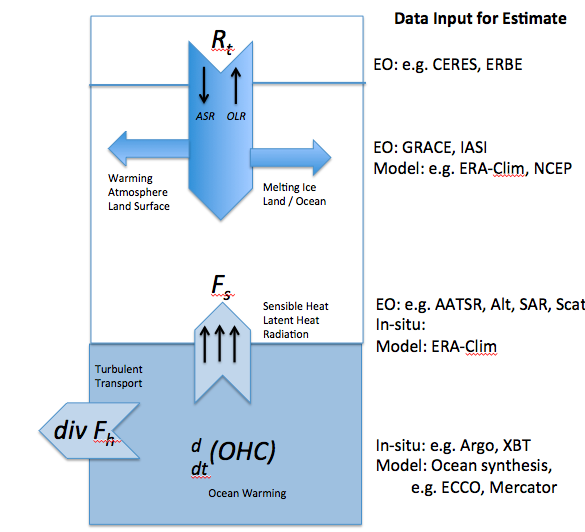 Data Input for Estimate
Rt
EO: e.g. CERES, ERBE
ASR OLR
EO: GRACE, IASI
Model: e.g. ERA-Clim, NCEP
Warming
Atmosphere
Land Surface
Melting Ice
Land / Ocean
Fs
Sensible Heat
Latent Heat
Radiation
EO: e.g. AATSR, Alt, SAR, Scat
In-situ:
Model: ERA-Clim
Turbulent
Transport
div Fh
d
dt
(OHC)
Ocean Warming
In-situ: e.g. Argo, XBT
Model: Ocean synthesis,
e.g. ECCO, Mercator